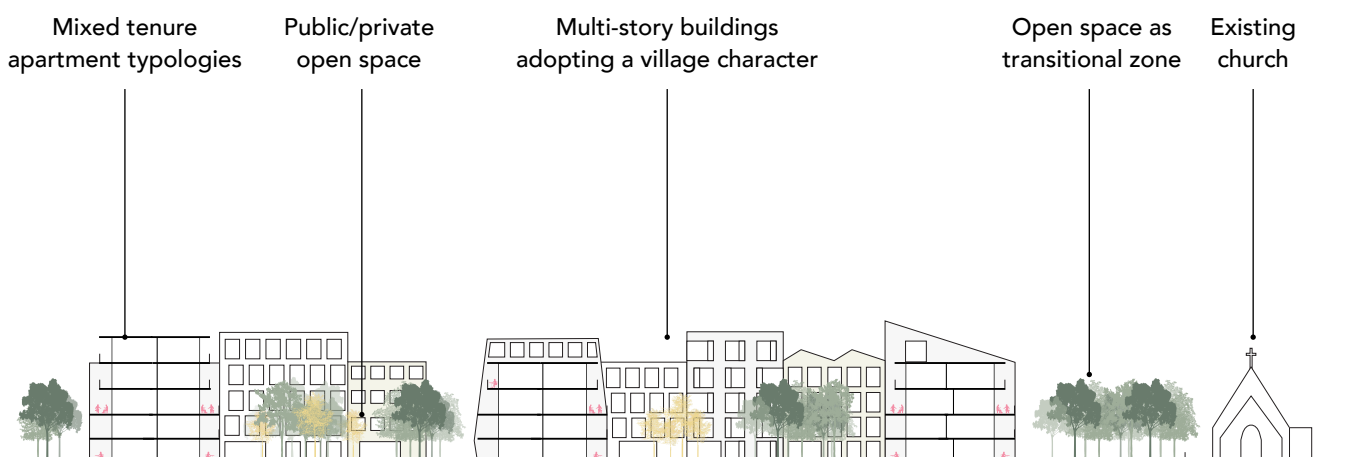 Mixed tenure
apartment typologies
Public/private
open space
Multi-story buildings
adopting a village character
Open space as
transitional zone
Existing
church